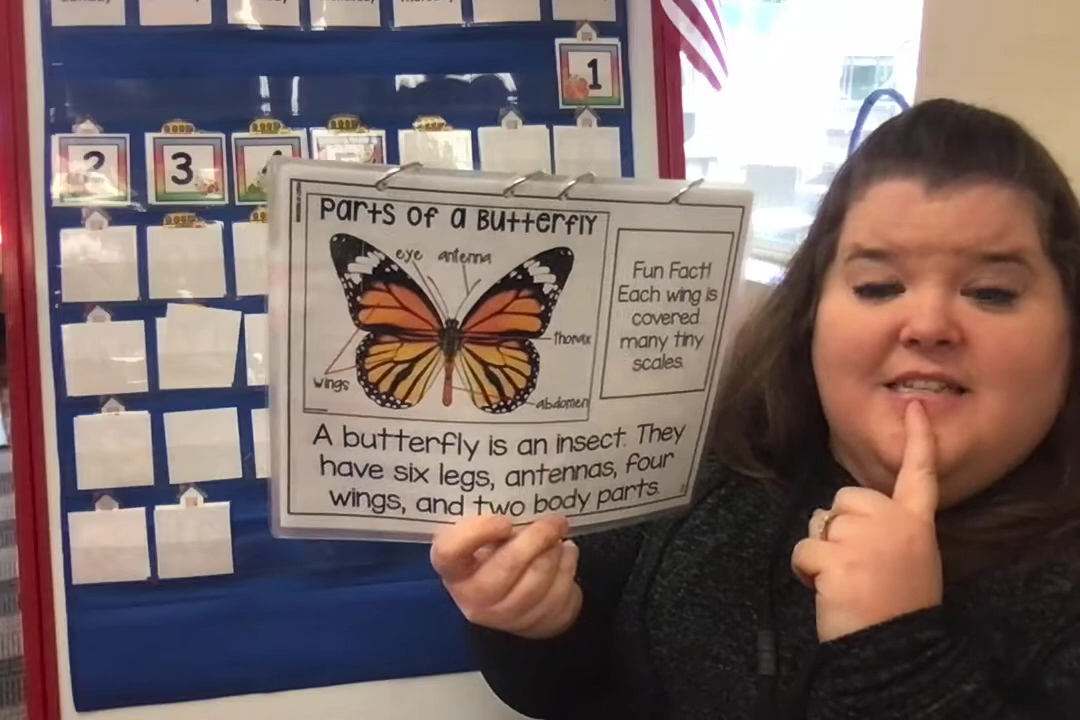 1
2 3 4
Parts of a Butterfly
eye antenna
thorax
wings
abdomen
Fun Fact!
Each wing is
covered
many tiny
scales.
A butterfly is an insect. They
have six legs, antennas, four
wings, and two body parts.